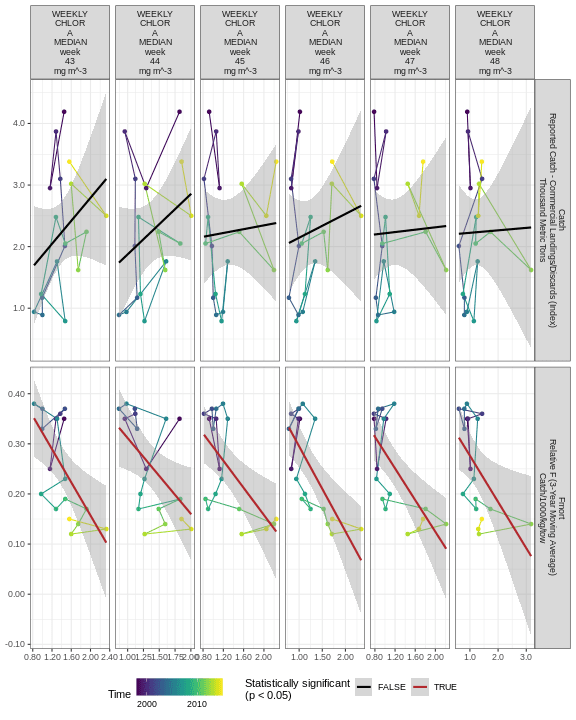 WEEKLY
CHLOR
A
MEDIAN
week
43
mg m^-3
WEEKLY
CHLOR
A
MEDIAN
week
44
mg m^-3
WEEKLY
CHLOR
A
MEDIAN
week
45
mg m^-3
WEEKLY
CHLOR
A
MEDIAN
week
46
mg m^-3
WEEKLY
CHLOR
A
MEDIAN
week
47
mg m^-3
WEEKLY
CHLOR
A
MEDIAN
week
48
mg m^-3
4.0
3.0
2.0
1.0
Catch
Reported Catch - Commercial Landings/Discards (Index)
Thousand Metric Tons
0.40
0.30
0.20
0.10
0.00
-0.10
Fmort
Relative F (3-Year Moving Average)
Catch/1000/kg/tow
0.80 1.20 1.60 2.00 2.40
1.00 1.25 1.50 1.75 2.00
0.80 1.20 1.60 2.00
1.00 1.50 2.00
0.80 1.20 1.60 2.00
1.0 2.0 3.0
Time
2000 2010
Statistically significant
(p < 0.05)
FALSE
TRUE